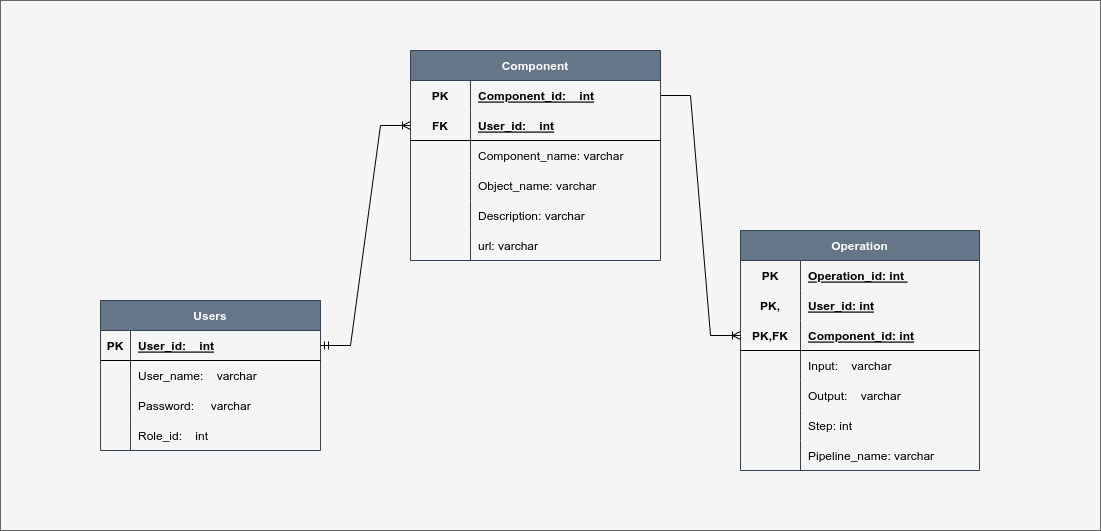 Component
PK Component_id: int
FK User_id: int
Component_name: varchar
Object_name: varchar
Description: varchar
url: varchar
Users
PK User_id: int
User_name: varchar
Password: varchar
Role_id: int
Operation
PK Operation_id: int
PK, User_id: int
PK,FK Component_id: int
Input: varchar
Output: varchar
Step: int
Pipeline_name: varchar